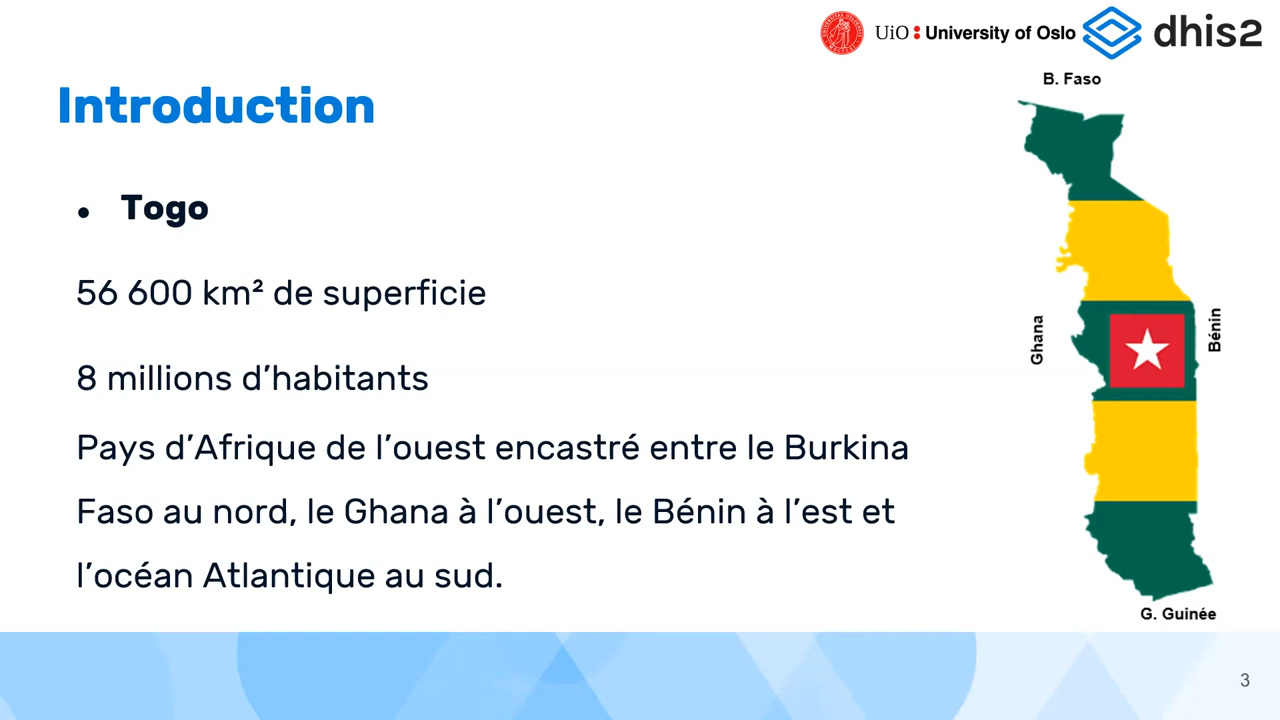 UiO : University of Oslo
dhis2
Introduction
B. Faso
• Togo
56 600 km² de superficie
Ghana
Bénin
8 millions d’habitants
Pays d’Afrique de l’ouest encastré entre le Burkina
Faso au nord, le Ghana à l’ouest, le Bénin à l’est et
l’océan Atlantique au sud.
G. Guinée
3